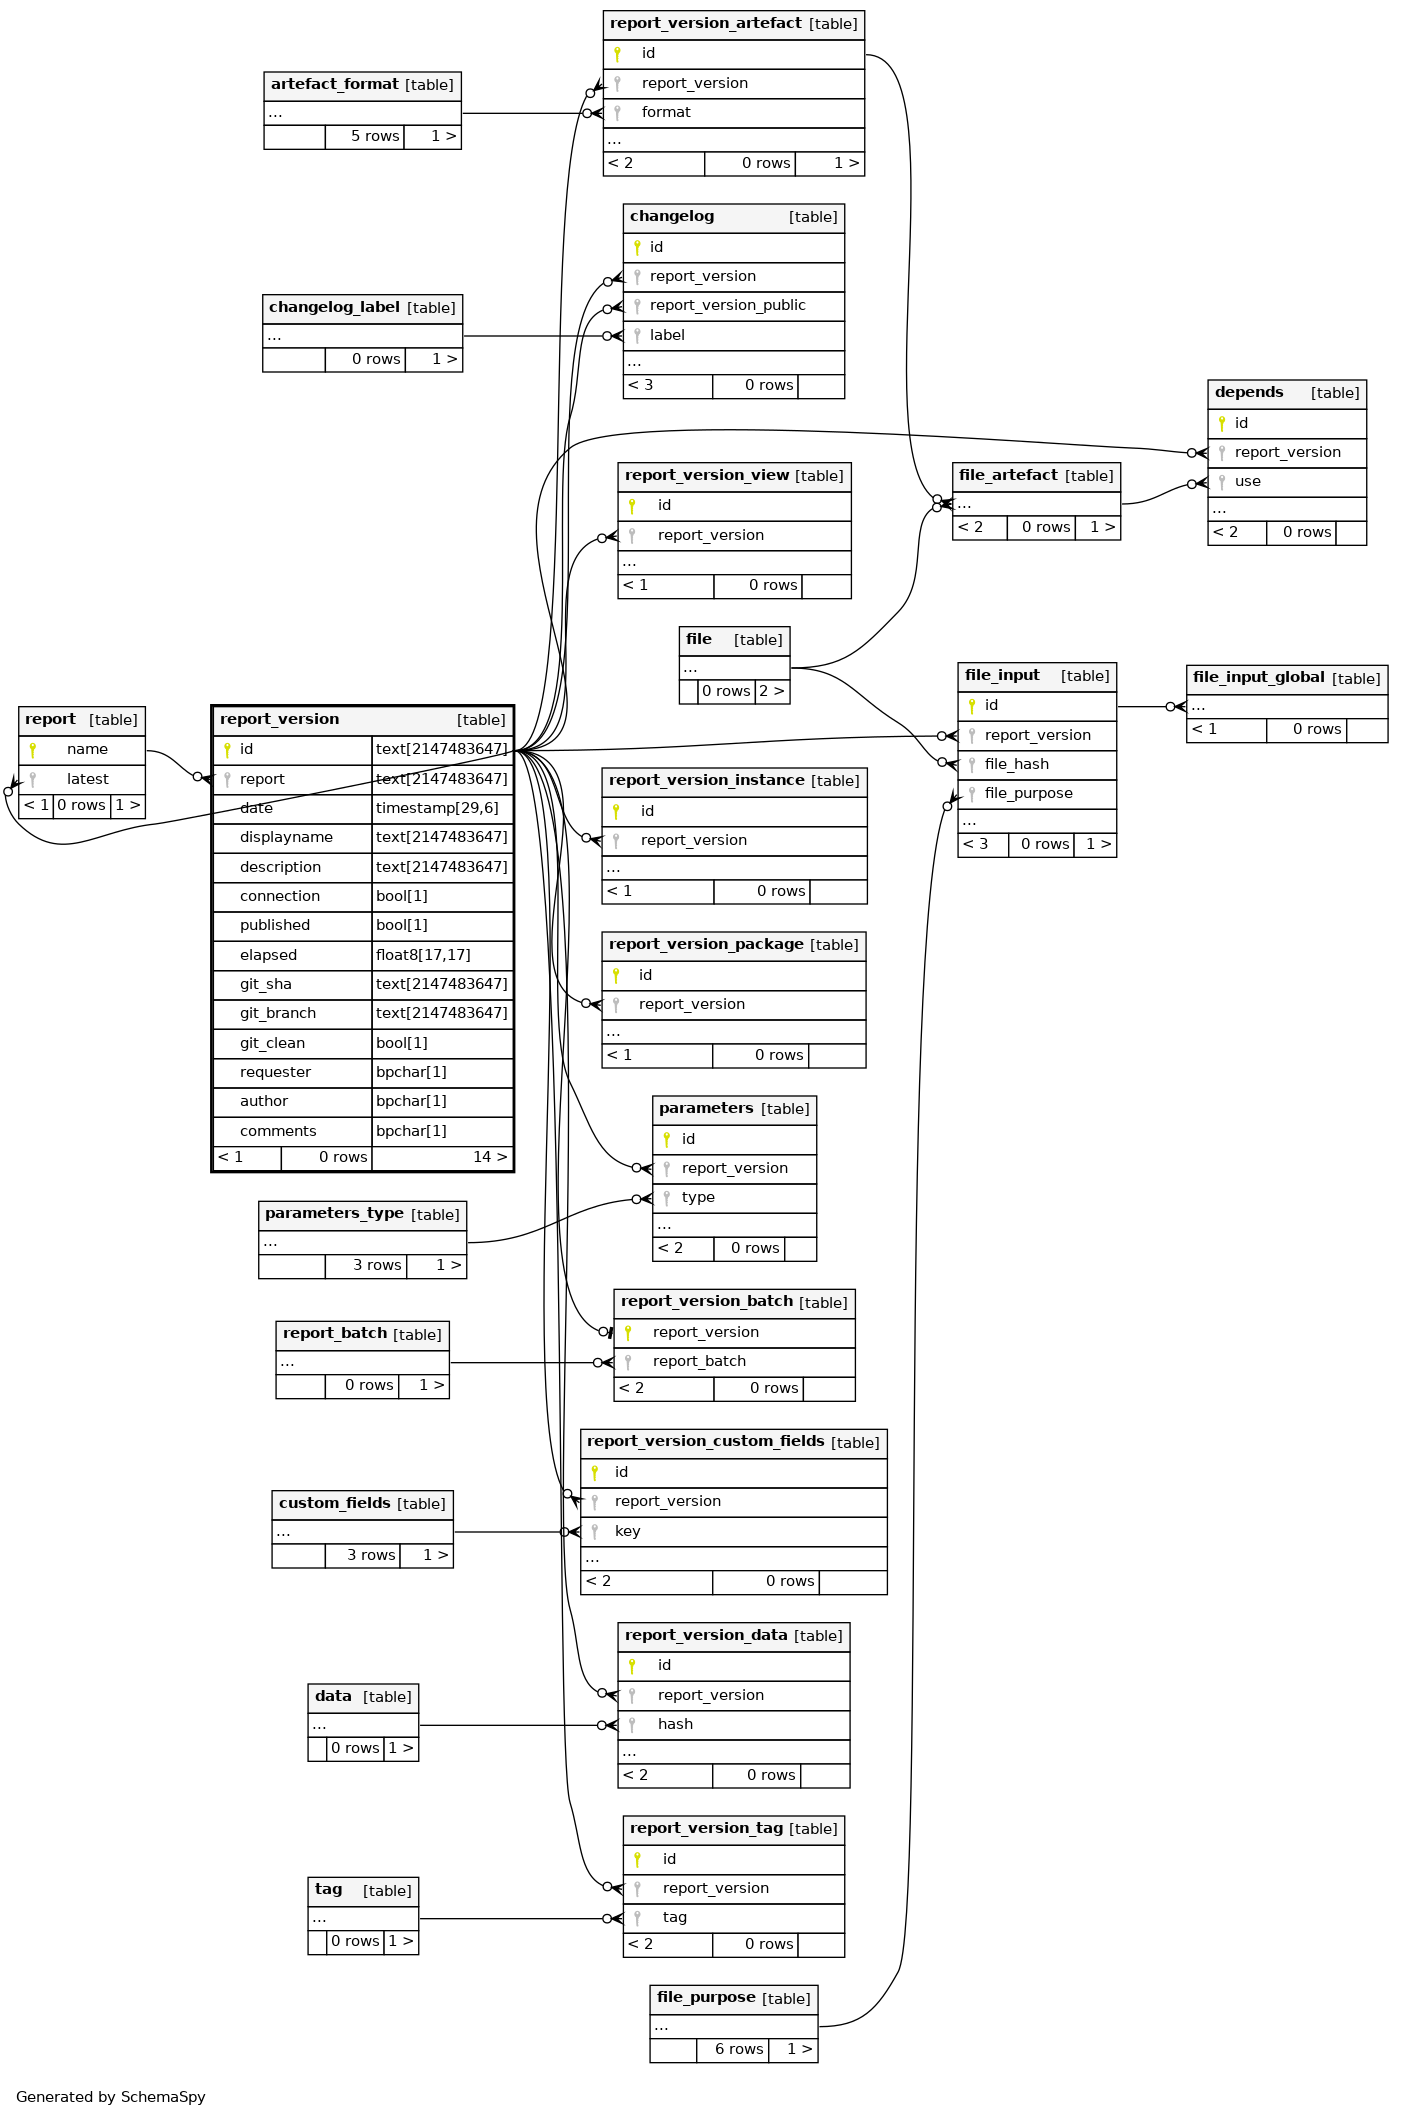 report_version_artefact [table]
id
report_version
format
...
< 2 0 rows 1 >
artefact_format [table]
...
5 rows 1 >
changelog [table]
id
report_version
report_version_public
label
...
< 3 0 rows
changelog_label [table]
...
0 rows 1 >
depends [table]
id
report_version
use
...
< 2 0 rows
report_version_view [table]
id
report_version
...
< 1 0 rows
file_artefact [table]
...
< 2 0 rows 1 >
file [table]
...
0 rows 2 >
file_input [table]
id
report_version
file_hash
file_purpose
...
< 3 0 rows 1 >
file_input_global [table]
...
< 1 0 rows
report [table]
name
latest
< 1 0 rows 1 >
report_version [table]
id text[2147483647]
report text[2147483647]
date timestamp[29,6]
displayname text[2147483647]
description text[2147483647]
connection bool[1]
published bool[1]
elapsed float8[17,17]
git_sha text[2147483647]
git_branch text[2147483647]
git_clean bool[1]
requester bpchar[1]
author bpchar[1]
comments bpchar[1]
< 1 0 rows 14 >
report_version_instance [table]
id
report_version
...
< 1 0 rows
report_version_package [table]
id
report_version
...
< 1 0 rows
parameters [table]
id
report_version
type
...
< 2 0 rows
parameters_type [table]
...
3 rows 1 >
report_version_batch [table]
report_version
report_batch
< 2 0 rows
report_batch [table]
...
0 rows 1 >
report_version_custom_fields [table]
id
report_version
key
...
< 2 0 rows
custom_fields [table]
...
3 rows 1 >
report_version_data [table]
id
report_version
hash
...
< 2 0 rows
data [table]
...
0 rows 1 >
report_version_tag [table]
id
report_version
tag
< 2 0 rows
tag [table]
...
0 rows 1 >
file_purpose [table]
...
6 rows 1 >
Generated by SchemaSpy